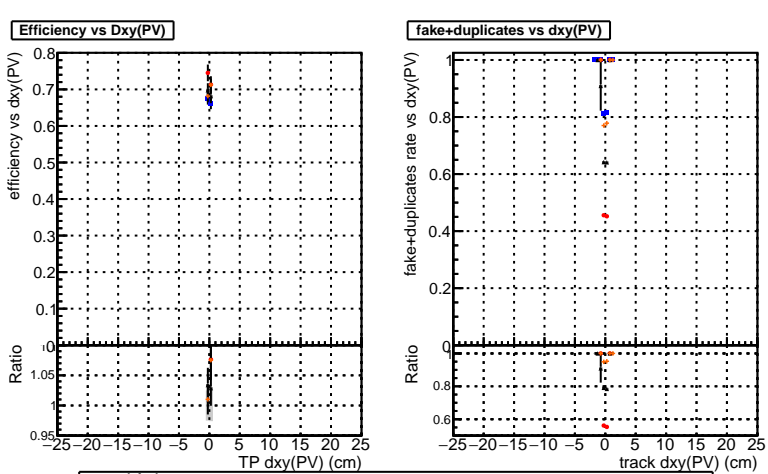 Efficiency vs Dxy(PV)
efficiency vs dxy(PV)
0.8
0.7
0.6
0.5
0.4
0.3
0.2
0.1
0
Ratio
1.05
1
0.95
−25 −20 −15 −10 −5 0 5 10 15 20 25
TP dxy(PV) (cm)
fake+duplicates vs dxy(PV)
fake+duplicates rate vs dxy(PV)
1
0.8
0.6
0.4
0.2
0
Ratio
1
0.8
0.6
−25 −20 −15 −10 −5 0 5 10 15 20 25
track dxy(PV) (cm)